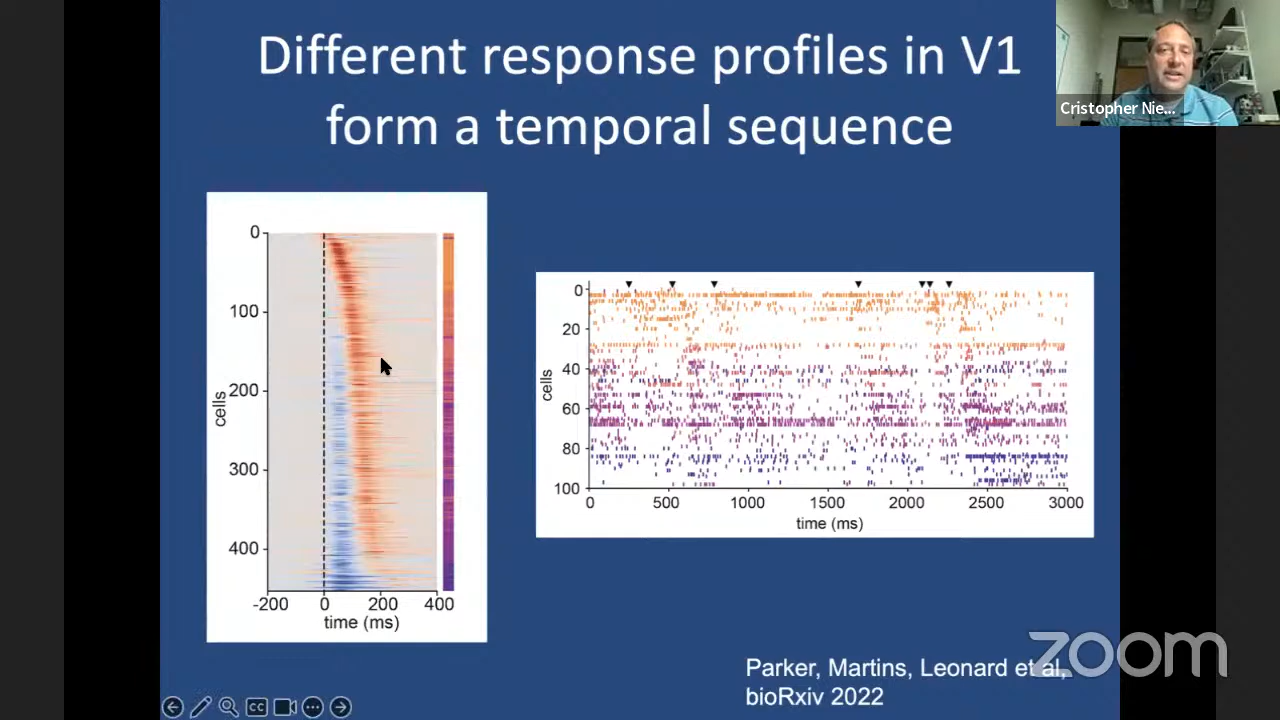 Different response profiles in V1
form a temporal sequence
Cristopher Nie...
0
100
200
300
400
cells
-200 0 200 400
time (ms)
0
20
40
60
80
100
cells
0 500 1000 1500 2000 2500 3000
time (ms)
Parker, Martins, Leonard et al,
bioRxiv 2022
zoom
CC